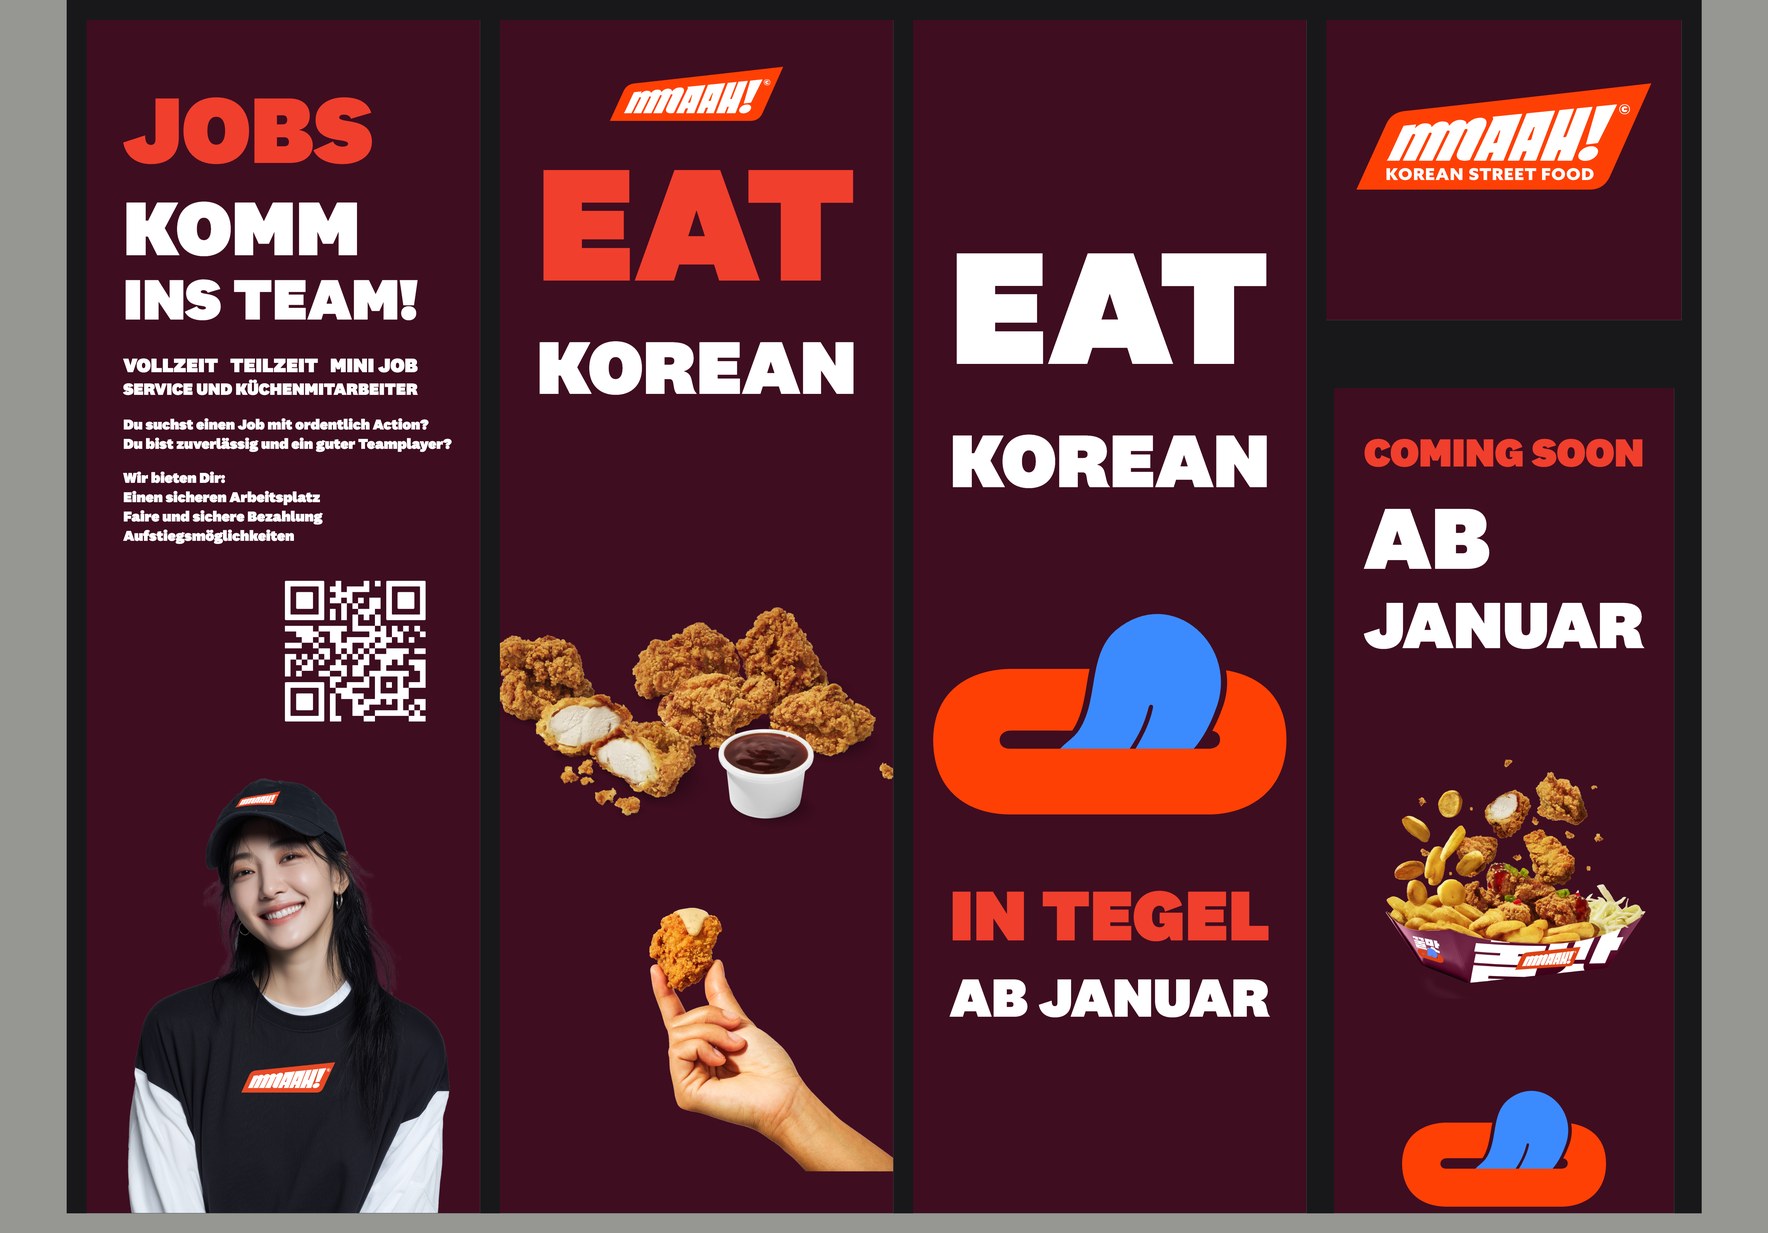 JOBS
KOMM
INS TEAM!
VOLLZEIT TEILZEIT MINI JOB
SERVICE UND KÜCHENMITARBEITER
Du suchst einen Job mit ordentlich Action?
Du bist zuverlässig und ein guter Teamplayer?
Wir bieten Dir:
Einen sicheren Arbeitsplatz
Faire und sichere Bezahlung
Aufstiegsmöglichkeiten
mmAAH!
mmAAH!
mmAAH!©
EAT
KOREAN
EAT
KOREAN
IN TEGEL
AB JANUAR
mmAAH!©
KOREAN STREET FOOD
COMING SOON
AB
JANUAR
mmAAH!